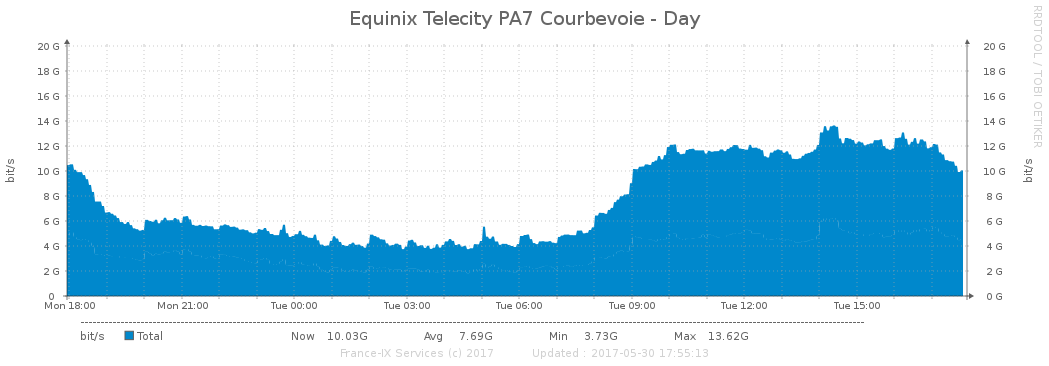 Equinix Telecity PA7 Courbevoie - Day
RRDTOOL / TOBI OETIKER
bit/s
20 G 20 G
18 G 18 G
16 G 16 G
14 G 14 G
12 G 12 G
10 G 10 G
8 G 8 G
6 G 6 G
4 G 4 G
2 G 2 G
0 0 G
bit/s
Mon 18:00 Mon 21:00 Tue 00:00 Tue 03:00 Tue 06:00 Tue 09:00 Tue 12:00 Tue 15:00
bit/s Total Now 10.03G Avg 7.69G Min 3.73G Max 13.62G
France-IX Services (c) 2017 Updated : 2017-05-30 17:55:13